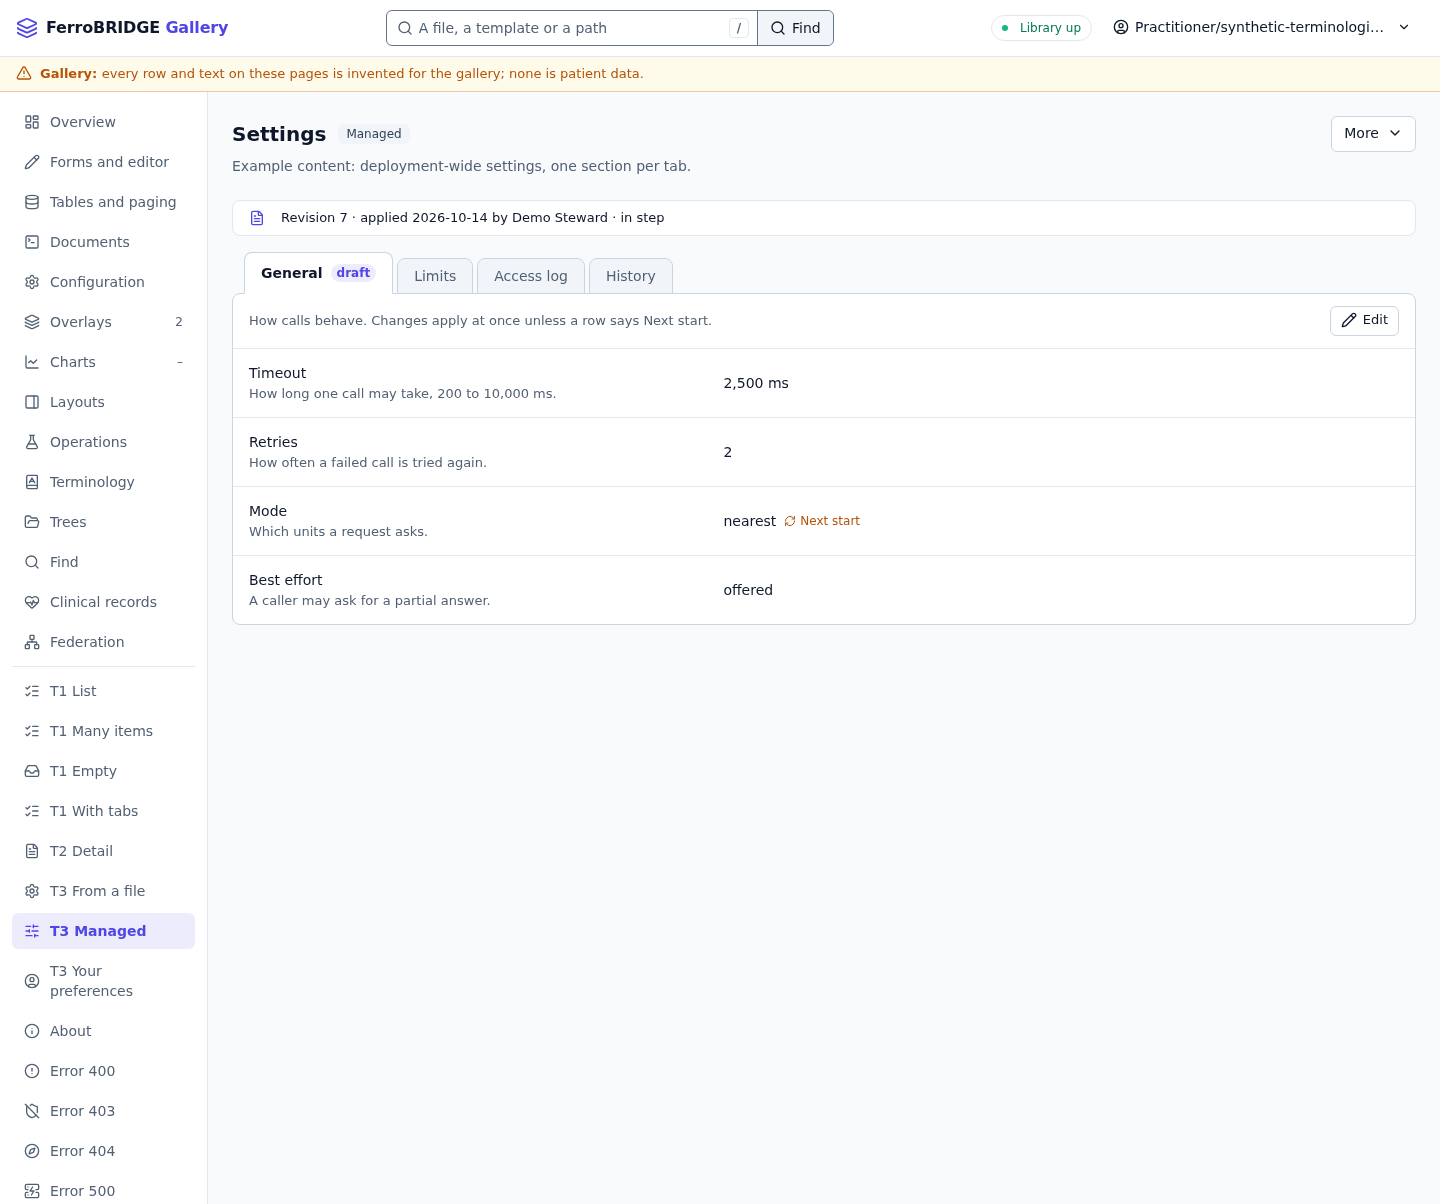 FerroBRIDGE Gallery
A file, a template or a path
/
Find
Library up
Practitioner/synthetic-terminologi…
Gallery: every row and text on these pages is invented for the gallery; none is patient data.
Overview
Forms and editor
Tables and paging
Documents
Configuration
Overlays 2
Charts –
Layouts
Operations
Terminology
Trees
Find
Clinical records
Federation
T1 List
T1 Many items
T1 Empty
T1 With tabs
T2 Detail
T3 From a file
T3 Managed
T3 Your
preferences
About
Error 400
Error 403
Error 404
Error 500
Settings Managed
More
Example content: deployment-wide settings, one section per tab.
Revision 7 · applied 2026-10-14 by Demo Steward · in step
General draft
Limits
Access log
History
How calls behave. Changes apply at once unless a row says Next start.
Edit
Timeout
How long one call may take, 200 to 10,000 ms.
2,500 ms
Retries
How often a failed call is tried again.
2
Mode
Which units a request asks.
nearest Next start
Best effort
A caller may ask for a partial answer.
offered